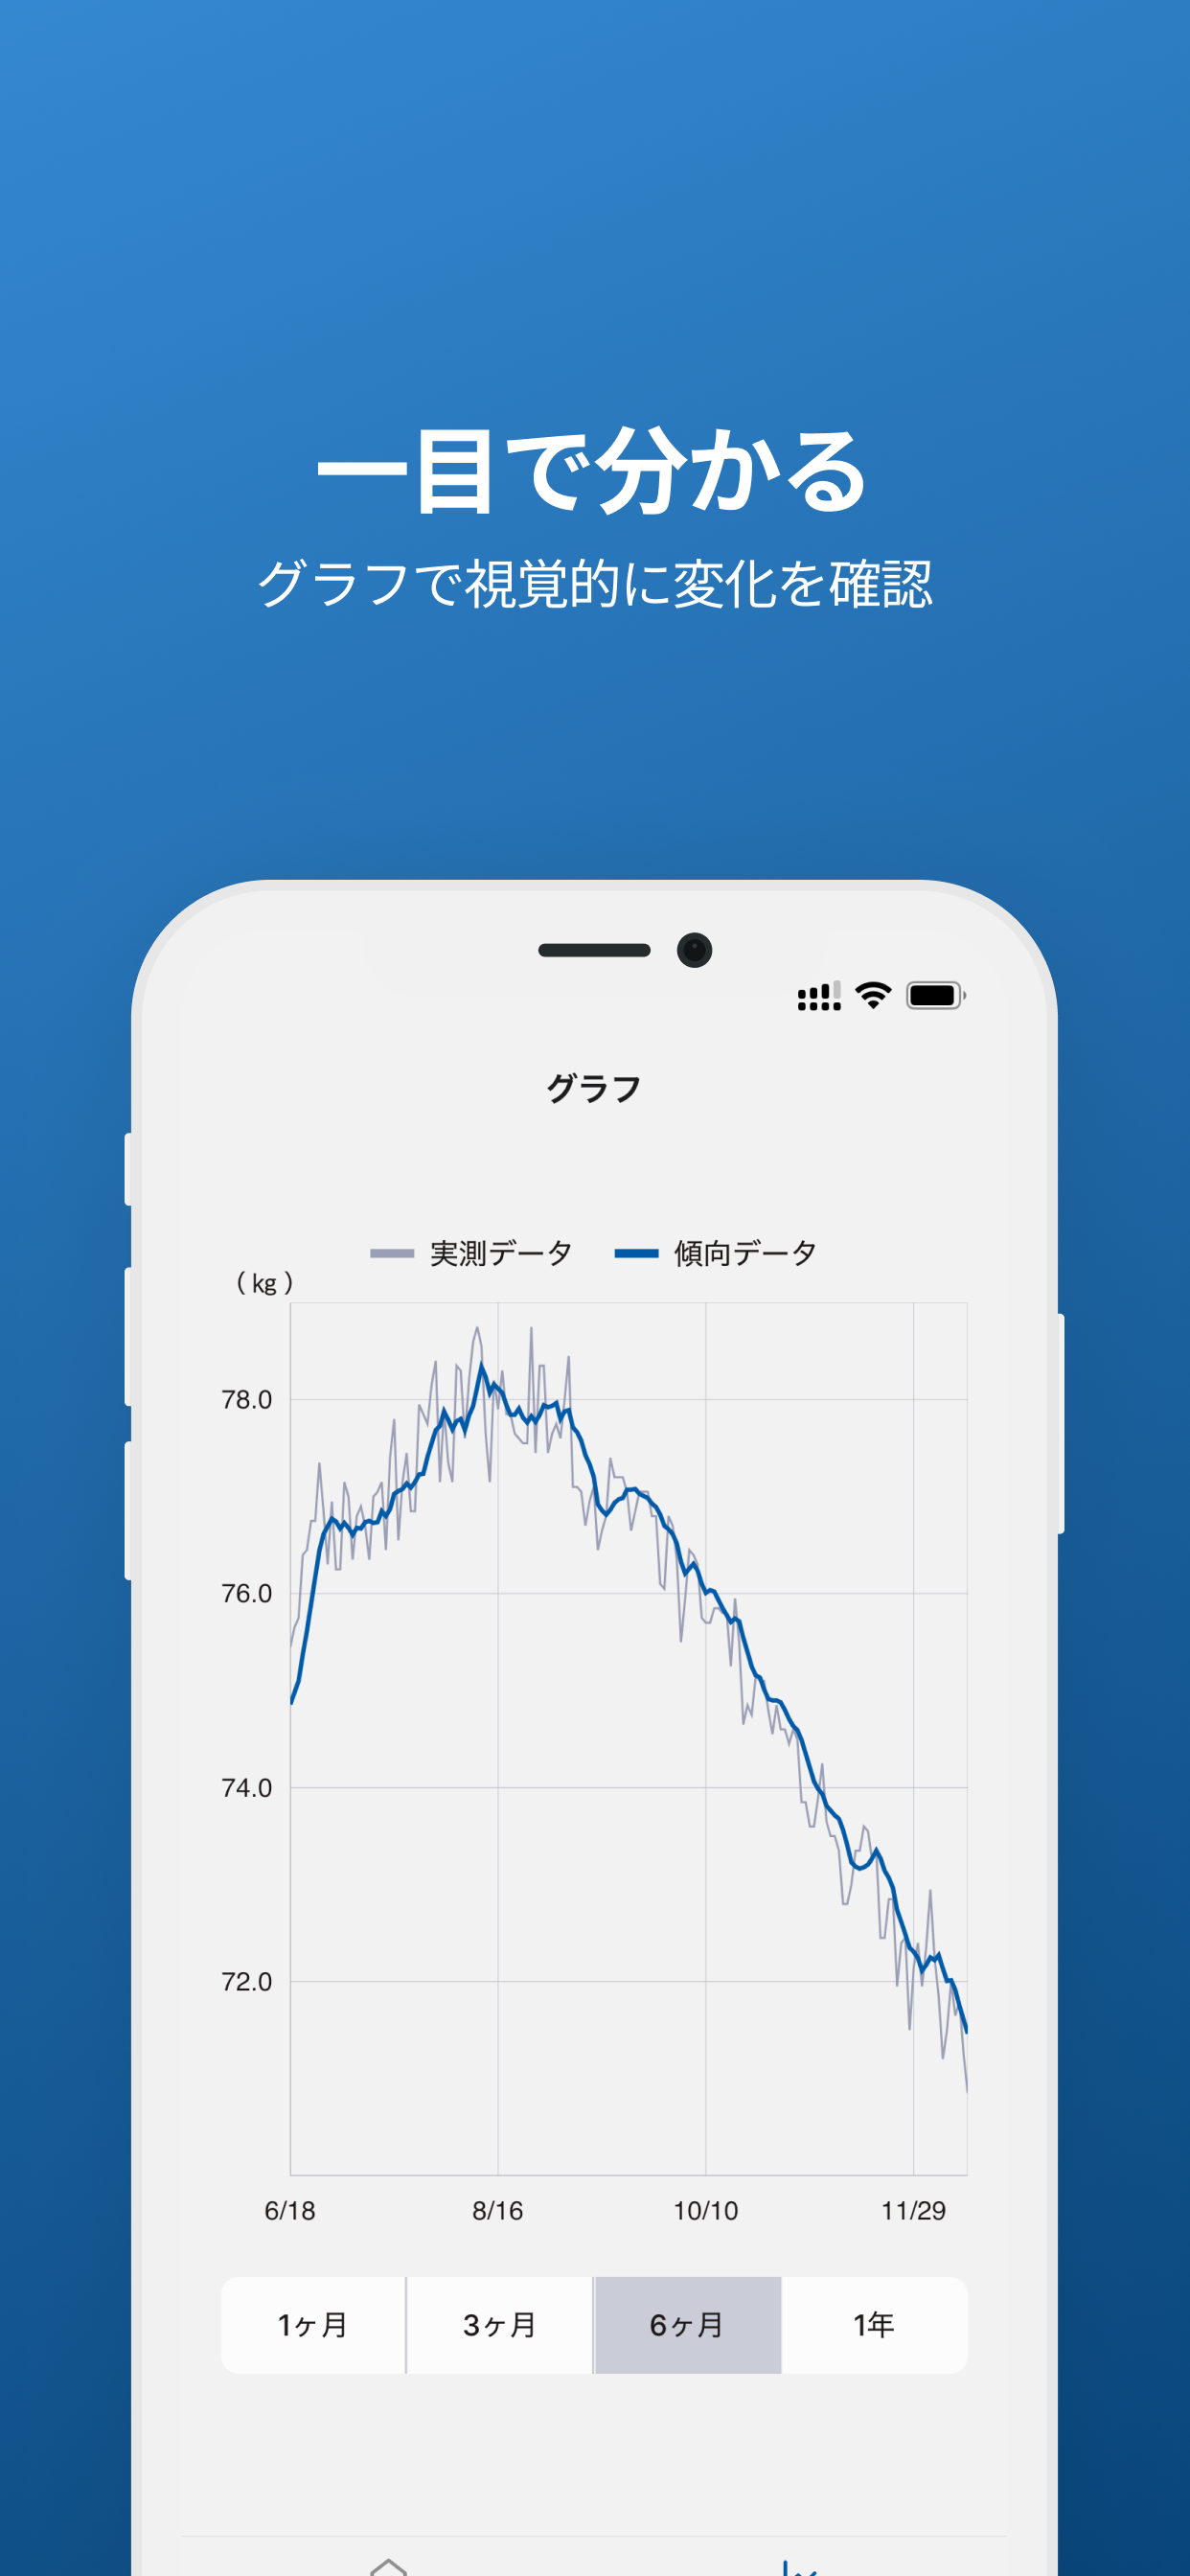 一目で分かる
グラフで視覚的に変化を確認
グラフ
実測データ 傾向データ
( kg )
78.0
76.0
74.0
72.0
6/18 8/16 10/10 11/29
1ヶ月 3ヶ月 6ヶ月 1年